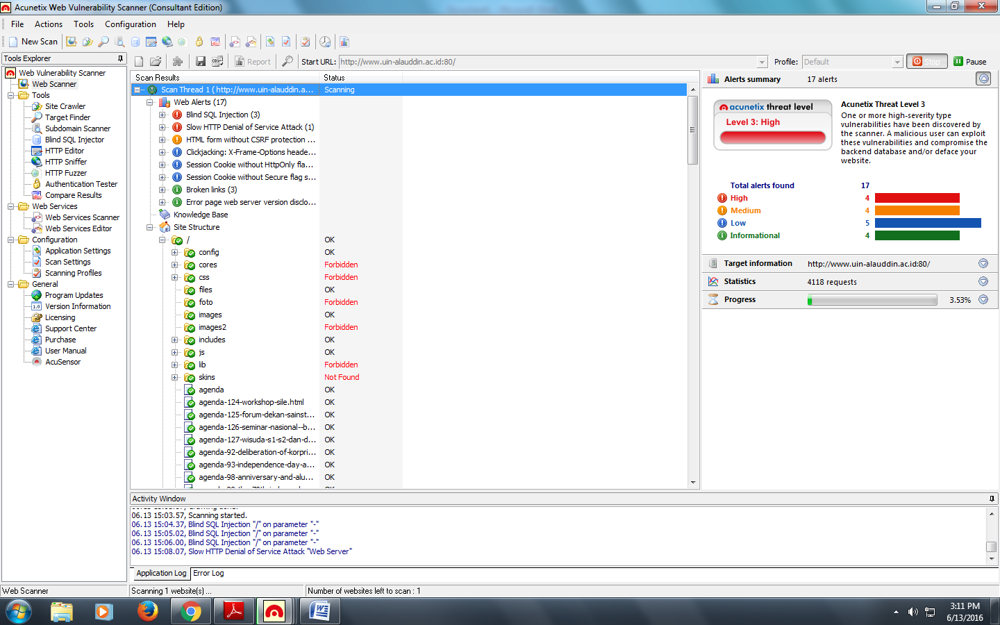 Acunetix Web Vulnerability Scanner (Consultant Edition)
File Actions Tools Configuration Help
New Scan
Tools Explorer
Web Vulnerability Scanner
Web Scanner
Tools
Site Crawler
Target Finder
Subdomain Scanner
Blind SQL Injector
HTTP Editor
HTTP Sniffer
HTTP Fuzzer
Authentication Tester
Compare Results
Web Services
Web Services Scanner
Web Services Editor
Configuration
Application Settings
Scan Settings
Scanning Profiles
General
Program Updates
Version Information
Licensing
Support Center
Purchase
User Manual
AcuSensor
Report Start URL: http://www.uin-alauddin.ac.id:80/ Profile: Default Stop Pause
Scan Results Status
Scan Thread 1 ( http://www.uin-alauddin.a... Scanning
Web Alerts (17)
Blind SQL Injection (3)
Slow HTTP Denial of Service Attack (1)
HTML form without CSRF protection ...
Clickjacking: X-Frame-Options heade...
Session Cookie without HttpOnly fla...
Session Cookie without Secure flag s...
Broken links (3)
Error page web server version disclo...
Knowledge Base
Site Structure
/ OK
config OK
cores Forbidden
css Forbidden
files OK
foto Forbidden
images OK
images2 Forbidden
includes OK
js OK
lib Forbidden
skins Not Found
agenda OK
agenda-124-workshop-sile.html OK
agenda-125-forum-dekan-sainst... OK
agenda-126-seminar-nasional--b... OK
agenda-127-wisuda-s1-s2-dan-d... OK
agenda-92-deliberation-of-korpri... OK
agenda-93-independence-day-a... OK
agenda-98-anniversary-and-alu... OK
Alerts summary 17 alerts
acunetix threat level
Level 3: High
Acunetix Threat Level 3
One or more high-severity type
vulnerabilities have been discovered by
the scanner. A malicious user can exploit
these vulnerabilities and compromise the
backend database and/or deface your
website.
Total alerts found 17
High 4
Medium 4
Low 5
Informational 4
Target information http://www.uin-alauddin.ac.id:80/
Statistics 4118 requests
Progress 3.53%
Activity Window
06.13 15:03.57, Scanning started.
06.13 15:04.37, Blind SQL Injection "/" on parameter "-"
06.13 15:05.02, Blind SQL Injection "/" on parameter "-"
06.13 15:06.00, Blind SQL Injection "/" on parameter "-"
06.13 15:08.07, Slow HTTP Denial of Service Attack "Web Server"
Application Log Error Log
Web Scanner Scanning 1 website(s) ... Number of websites left to scan : 1
3:11 PM
6/13/2016